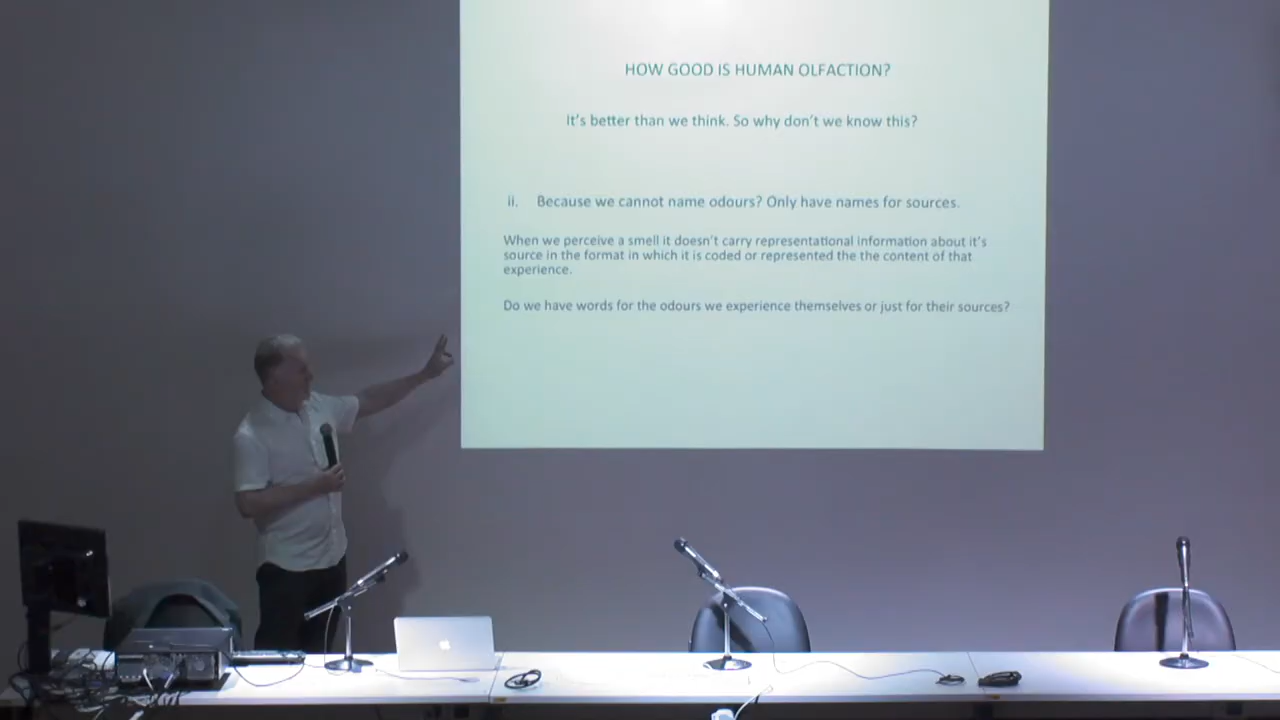 HOW GOOD IS HUMAN OLFACTION?
It's better than we think. So why don't we know this?
ii. Because we cannot name odours? Only have names for sources.
When we perceive a smell it doesn't carry representational information about it's
source in the format in which it is coded or represented the the content of that
experience.
Do we have words for the odours we experience themselves or just for their sources?